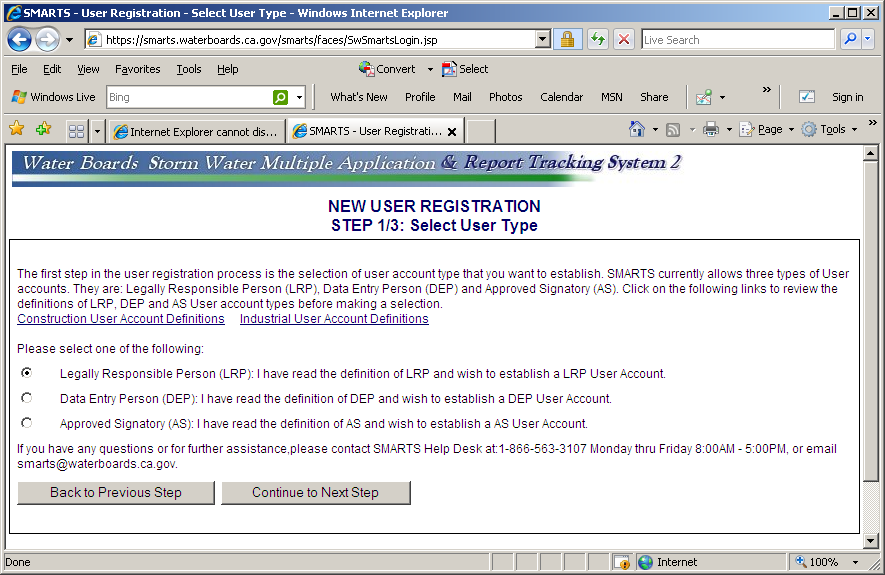 SMARTS - User Registration - Select User Type - Windows Internet Explorer
https://smarts.waterboards.ca.gov/smarts/faces/SwSmartsLogin.jsp
Live Search
File Edit View Favorites Tools Help
Convert
Select
Windows Live
Bing
What's New Profile Mail Photos Calendar MSN Share
»
Sign in
Internet Explorer cannot dis...
SMARTS - User Registrati...
Page
Tools
»
Water Boards Storm Water Multiple Application & Report Tracking System 2
NEW USER REGISTRATION
STEP 1/3: Select User Type
The first step in the user registration process is the selection of user account type that you want to establish. SMARTS currently allows three types of User
accounts. They are: Legally Responsible Person (LRP), Data Entry Person (DEP) and Approved Signatory (AS). Click on the following links to review the
definitions of LRP, DEP and AS User account types before making a selection.
Construction User Account Definitions Industrial User Account Definitions
Please select one of the following:
Legally Responsible Person (LRP): I have read the definition of LRP and wish to establish a LRP User Account.
Data Entry Person (DEP): I have read the definition of DEP and wish to establish a DEP User Account.
Approved Signatory (AS): I have read the definition of AS and wish to establish a AS User Account.
If you have any questions or for further assistance,please contact SMARTS Help Desk at:1-866-563-3107 Monday thru Friday 8:00AM - 5:00PM, or email
smarts@waterboards.ca.gov.
Back to Previous Step
Continue to Next Step
Done
Internet
100%